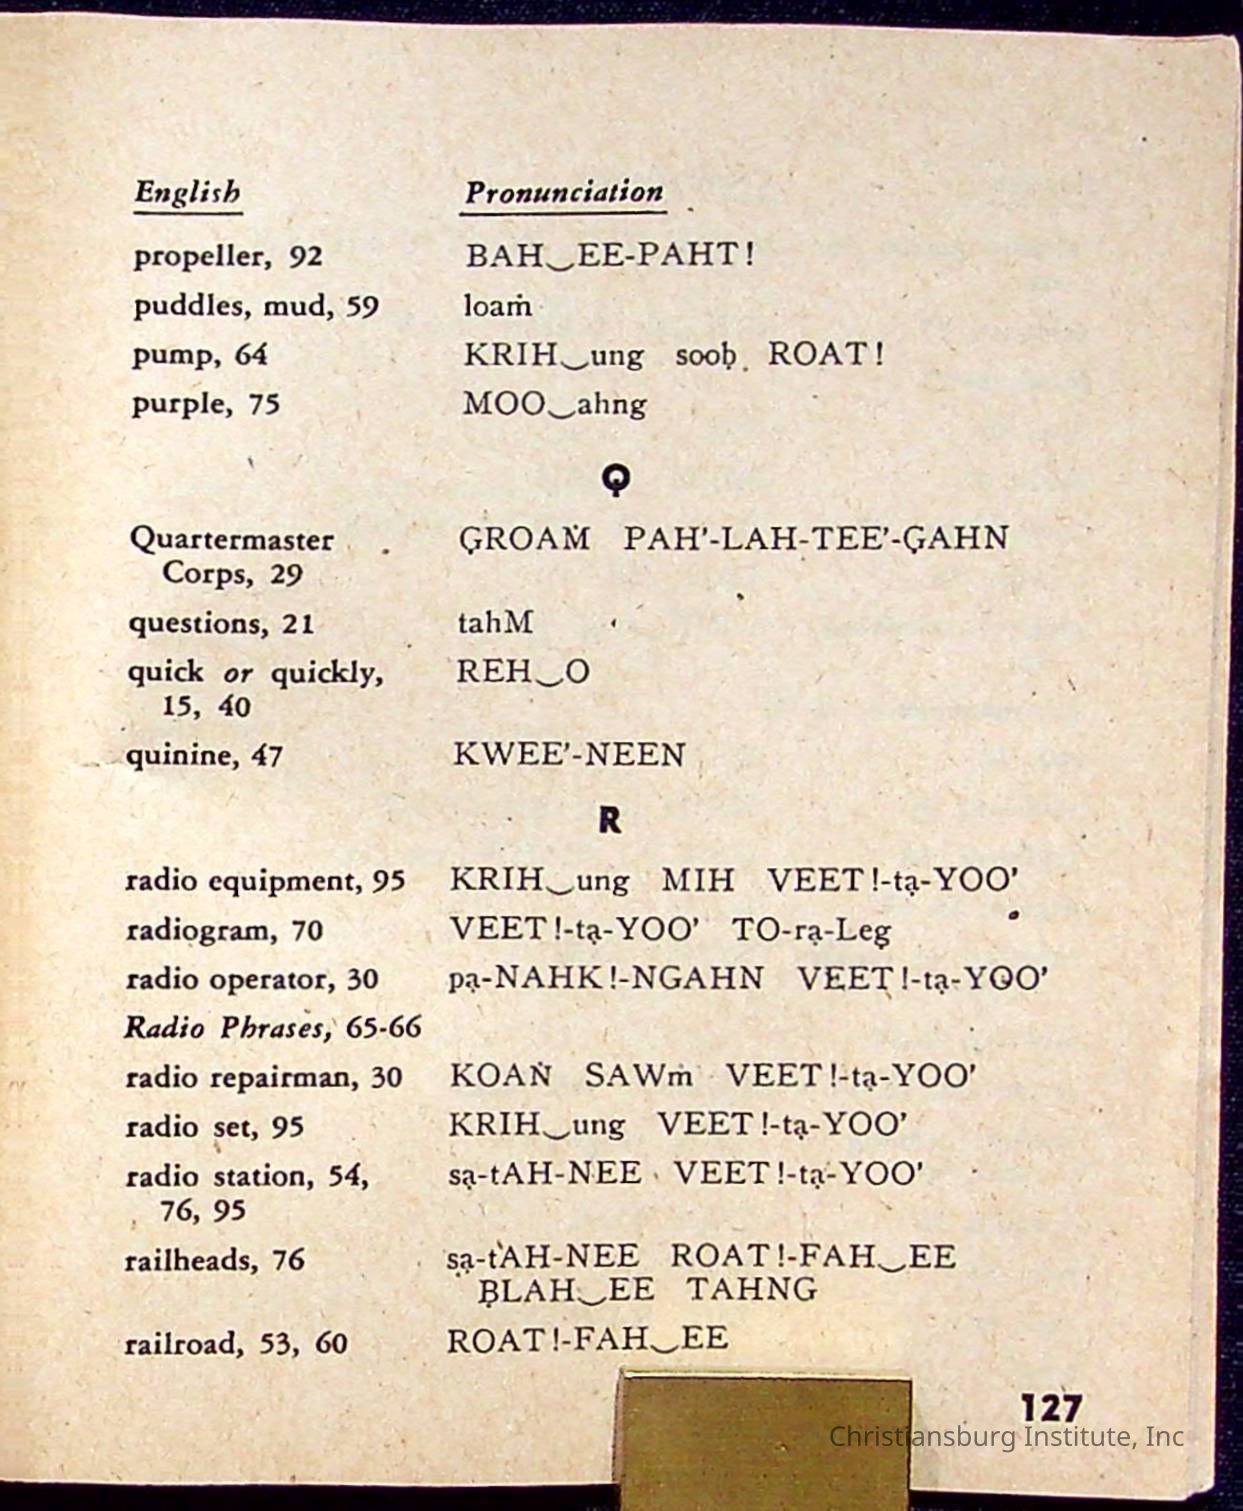 English Pronunciation
propeller, 92 BAH‿EE-PAHT!
puddles, mud, 59 loaṁ
pump, 64 KRIH‿ung sooḅ ROAT!
purple, 75 MOO‿ahng
Q
Quartermaster G̣ROAṀ PAH'-LAH-TEE'-G̣AHN
Corps, 29
questions, 21 tahM
quick or quickly, REH‿O
15, 40
quinine, 47 KWEE'-NEEN
R
radio equipment, 95 KRIH‿ung MIH VEET!-tạ-YOO'
radiogram, 70 VEET!-tạ-YOO' TO-rạ-Leg
radio operator, 30 pạ-NAHK!-NGAHN VEET!-tạ-YOO'
Radio Phrases, 65-66
radio repairman, 30 KOAṄ SAWṁ VEET!-tạ-YOO'
radio set, 95 KRIH‿ung VEET!-tạ-YOO'
radio station, 54, sạ-tAH-NEE VEET!-tạ-YOO'
76, 95
railheads, 76 sạ-tAH-NEE ROAT!-FAH‿EE
ḄLAH‿EE TAHNG
railroad, 53, 60 ROAT!-FAH‿EE
127
Christiansburg Institute, Inc